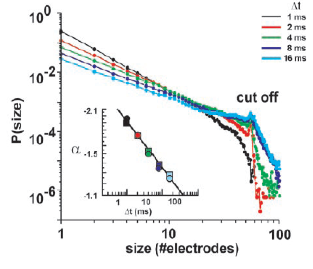 Δt
1 ms
2 ms
4 ms
8 ms
16 ms
10⁰
10⁻²
10⁻⁴
10⁻⁶
P(size)
cut off
-2.1
-1.5
-1.1
α
1 10 100
Δt (ms)
1 10 100
size (#electrodes)